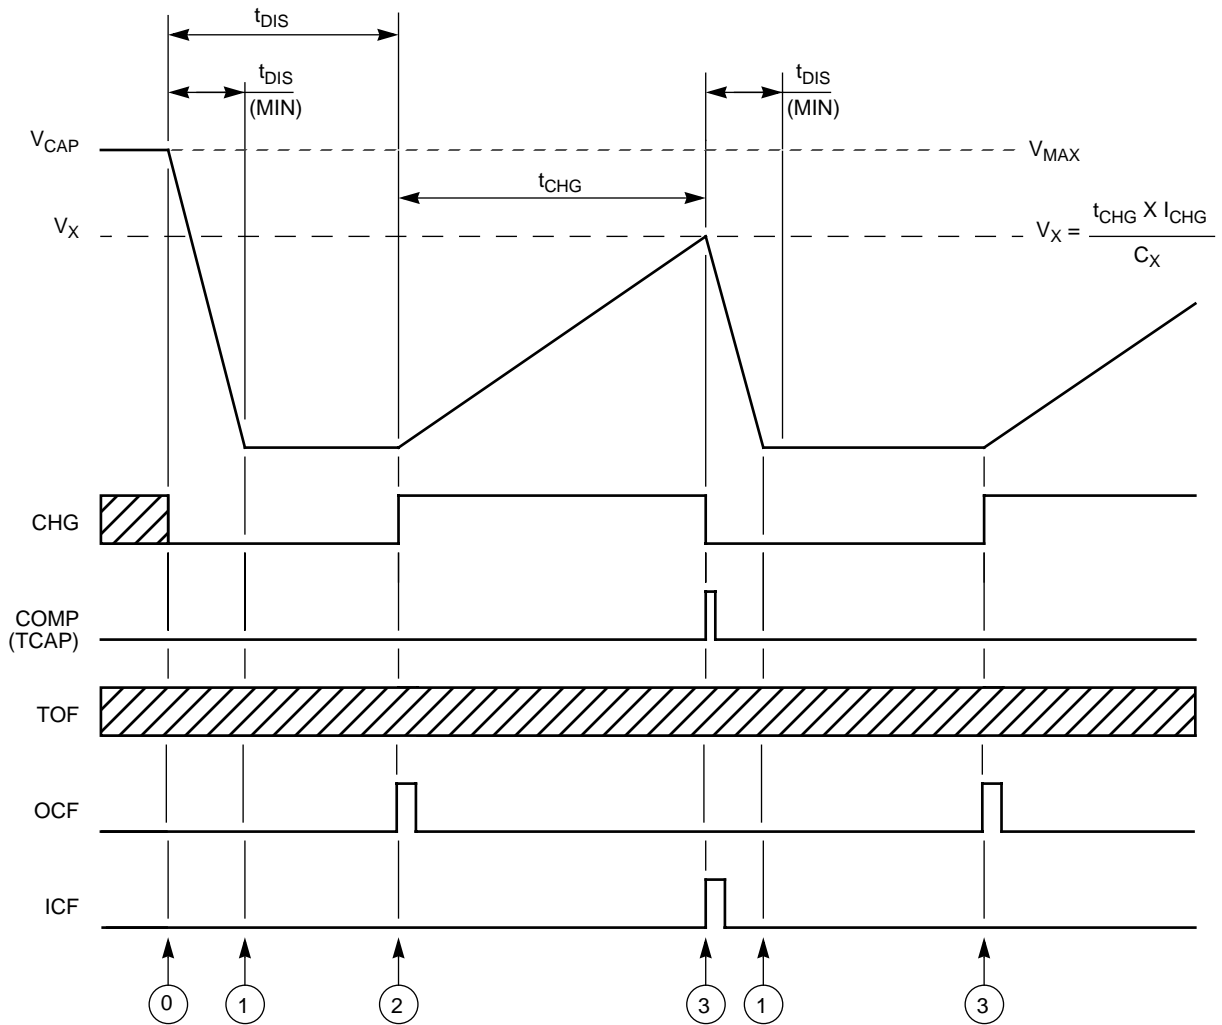 tDIS
tDIS
(MIN)
tDIS
(MIN)
VCAP
VMAX
tCHG
VX
VX = tCHG X ICHG
CX
CHG
COMP
(TCAP)
TOF
OCF
ICF
0 1 2 3 1 3